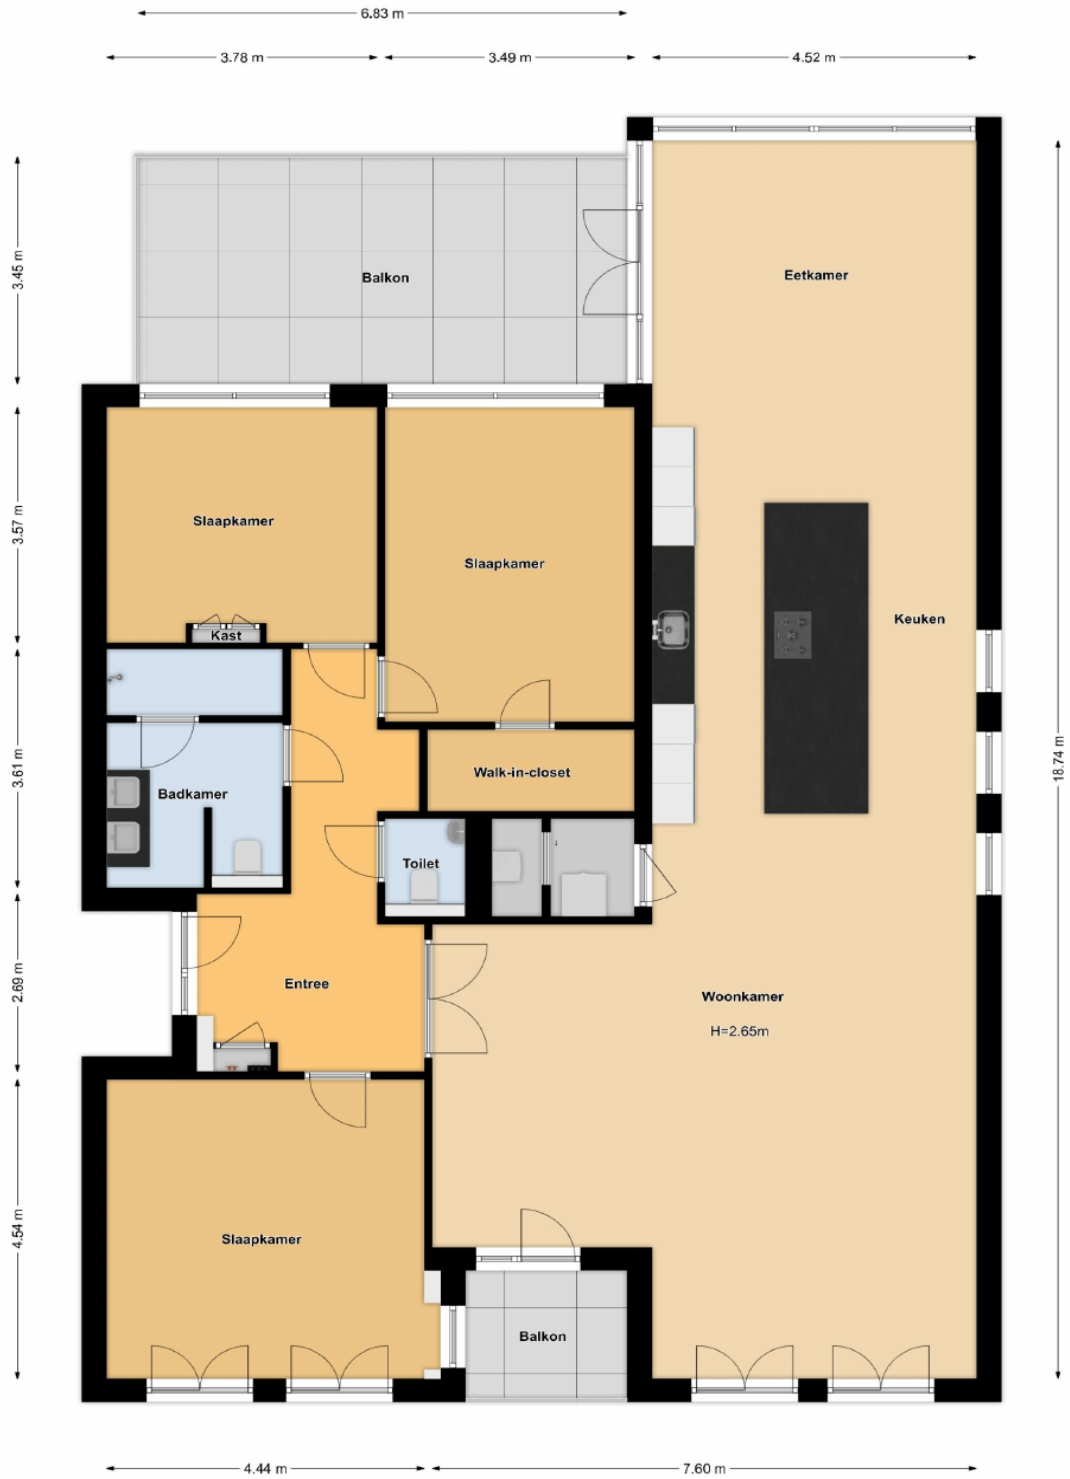 6.83 m
3.78 m
3.49 m
4.52 m
3.45 m
Balkon
Eetkamer
3.57 m
Slaapkamer
Slaapkamer
Kast
Keuken
3.61 m
18.74 m
Walk-in-closet
Badkamer
Toilet
2.69 m
Entree
Woonkamer
H=2.65m
4.54 m
Slaapkamer
Balkon
4.44 m
7.60 m